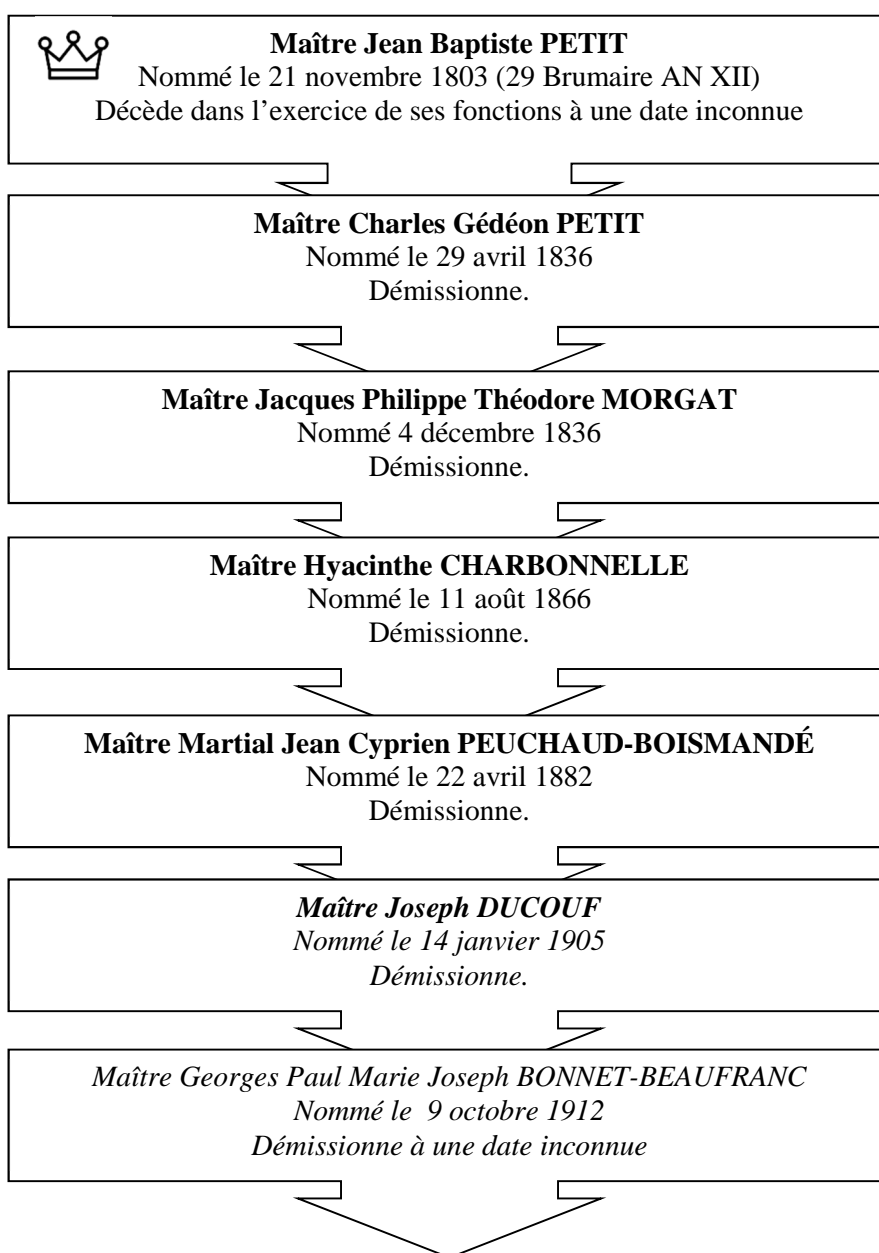 Maître Jean Baptiste PETIT
Nommé le 21 novembre 1803 (29 Brumaire AN XII)
Décède dans l’exercice de ses fonctions à une date inconnue
Maître Charles Gédéon PETIT
Nommé le 29 avril 1836
Démissionne.
Maître Jacques Philippe Théodore MORGAT
Nommé 4 décembre 1836
Démissionne.
Maître Hyacinthe CHARBONNELLE
Nommé le 11 août 1866
Démissionne.
Maître Martial Jean Cyprien PEUCHAUD-BOISMANDÉ
Nommé le 22 avril 1882
Démissionne.
Maître Joseph DUCOUF
Nommé le 14 janvier 1905
Démissionne.
Maître Georges Paul Marie Joseph BONNET-BEAUFRANC
Nommé le  9 octobre 1912
Démissionne à une date inconnue